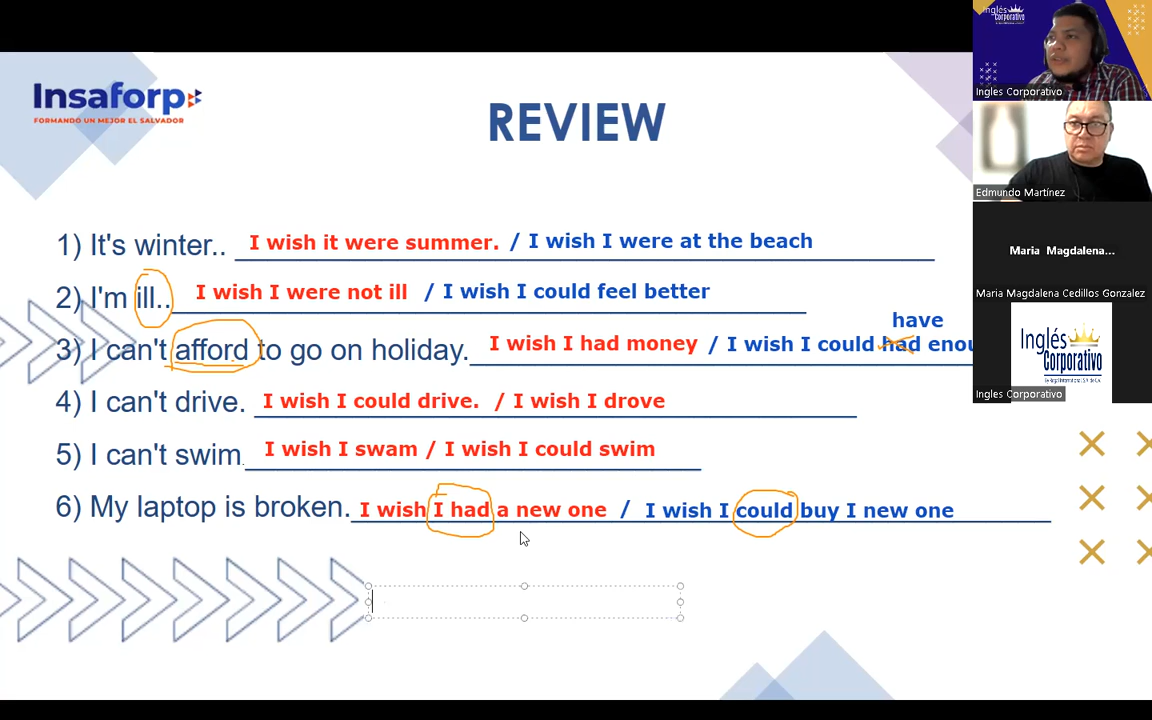 Insaforp
FORMANDO UN MEJOR EL SALVADOR
REVIEW
1) It's winter.. I wish it were summer. / I wish I were at the beach
2) I'm ill.. I wish I were not ill / I wish I could feel better
have
3) I can't afford to go on holiday. I wish I had money / I wish I could had enou
4) I can't drive. I wish I could drive. / I wish I drove
5) I can't swim. I wish I swam / I wish I could swim
6) My laptop is broken. I wish I had a new one / I wish I could buy I new one
Inglés
Corporativo
Ingles Corporativo
Edmundo Martínez
Maria Magdalena...
Maria Magdalena Cedillos Gonzalez
Inglés
Corporativo
Ingles Corporativo